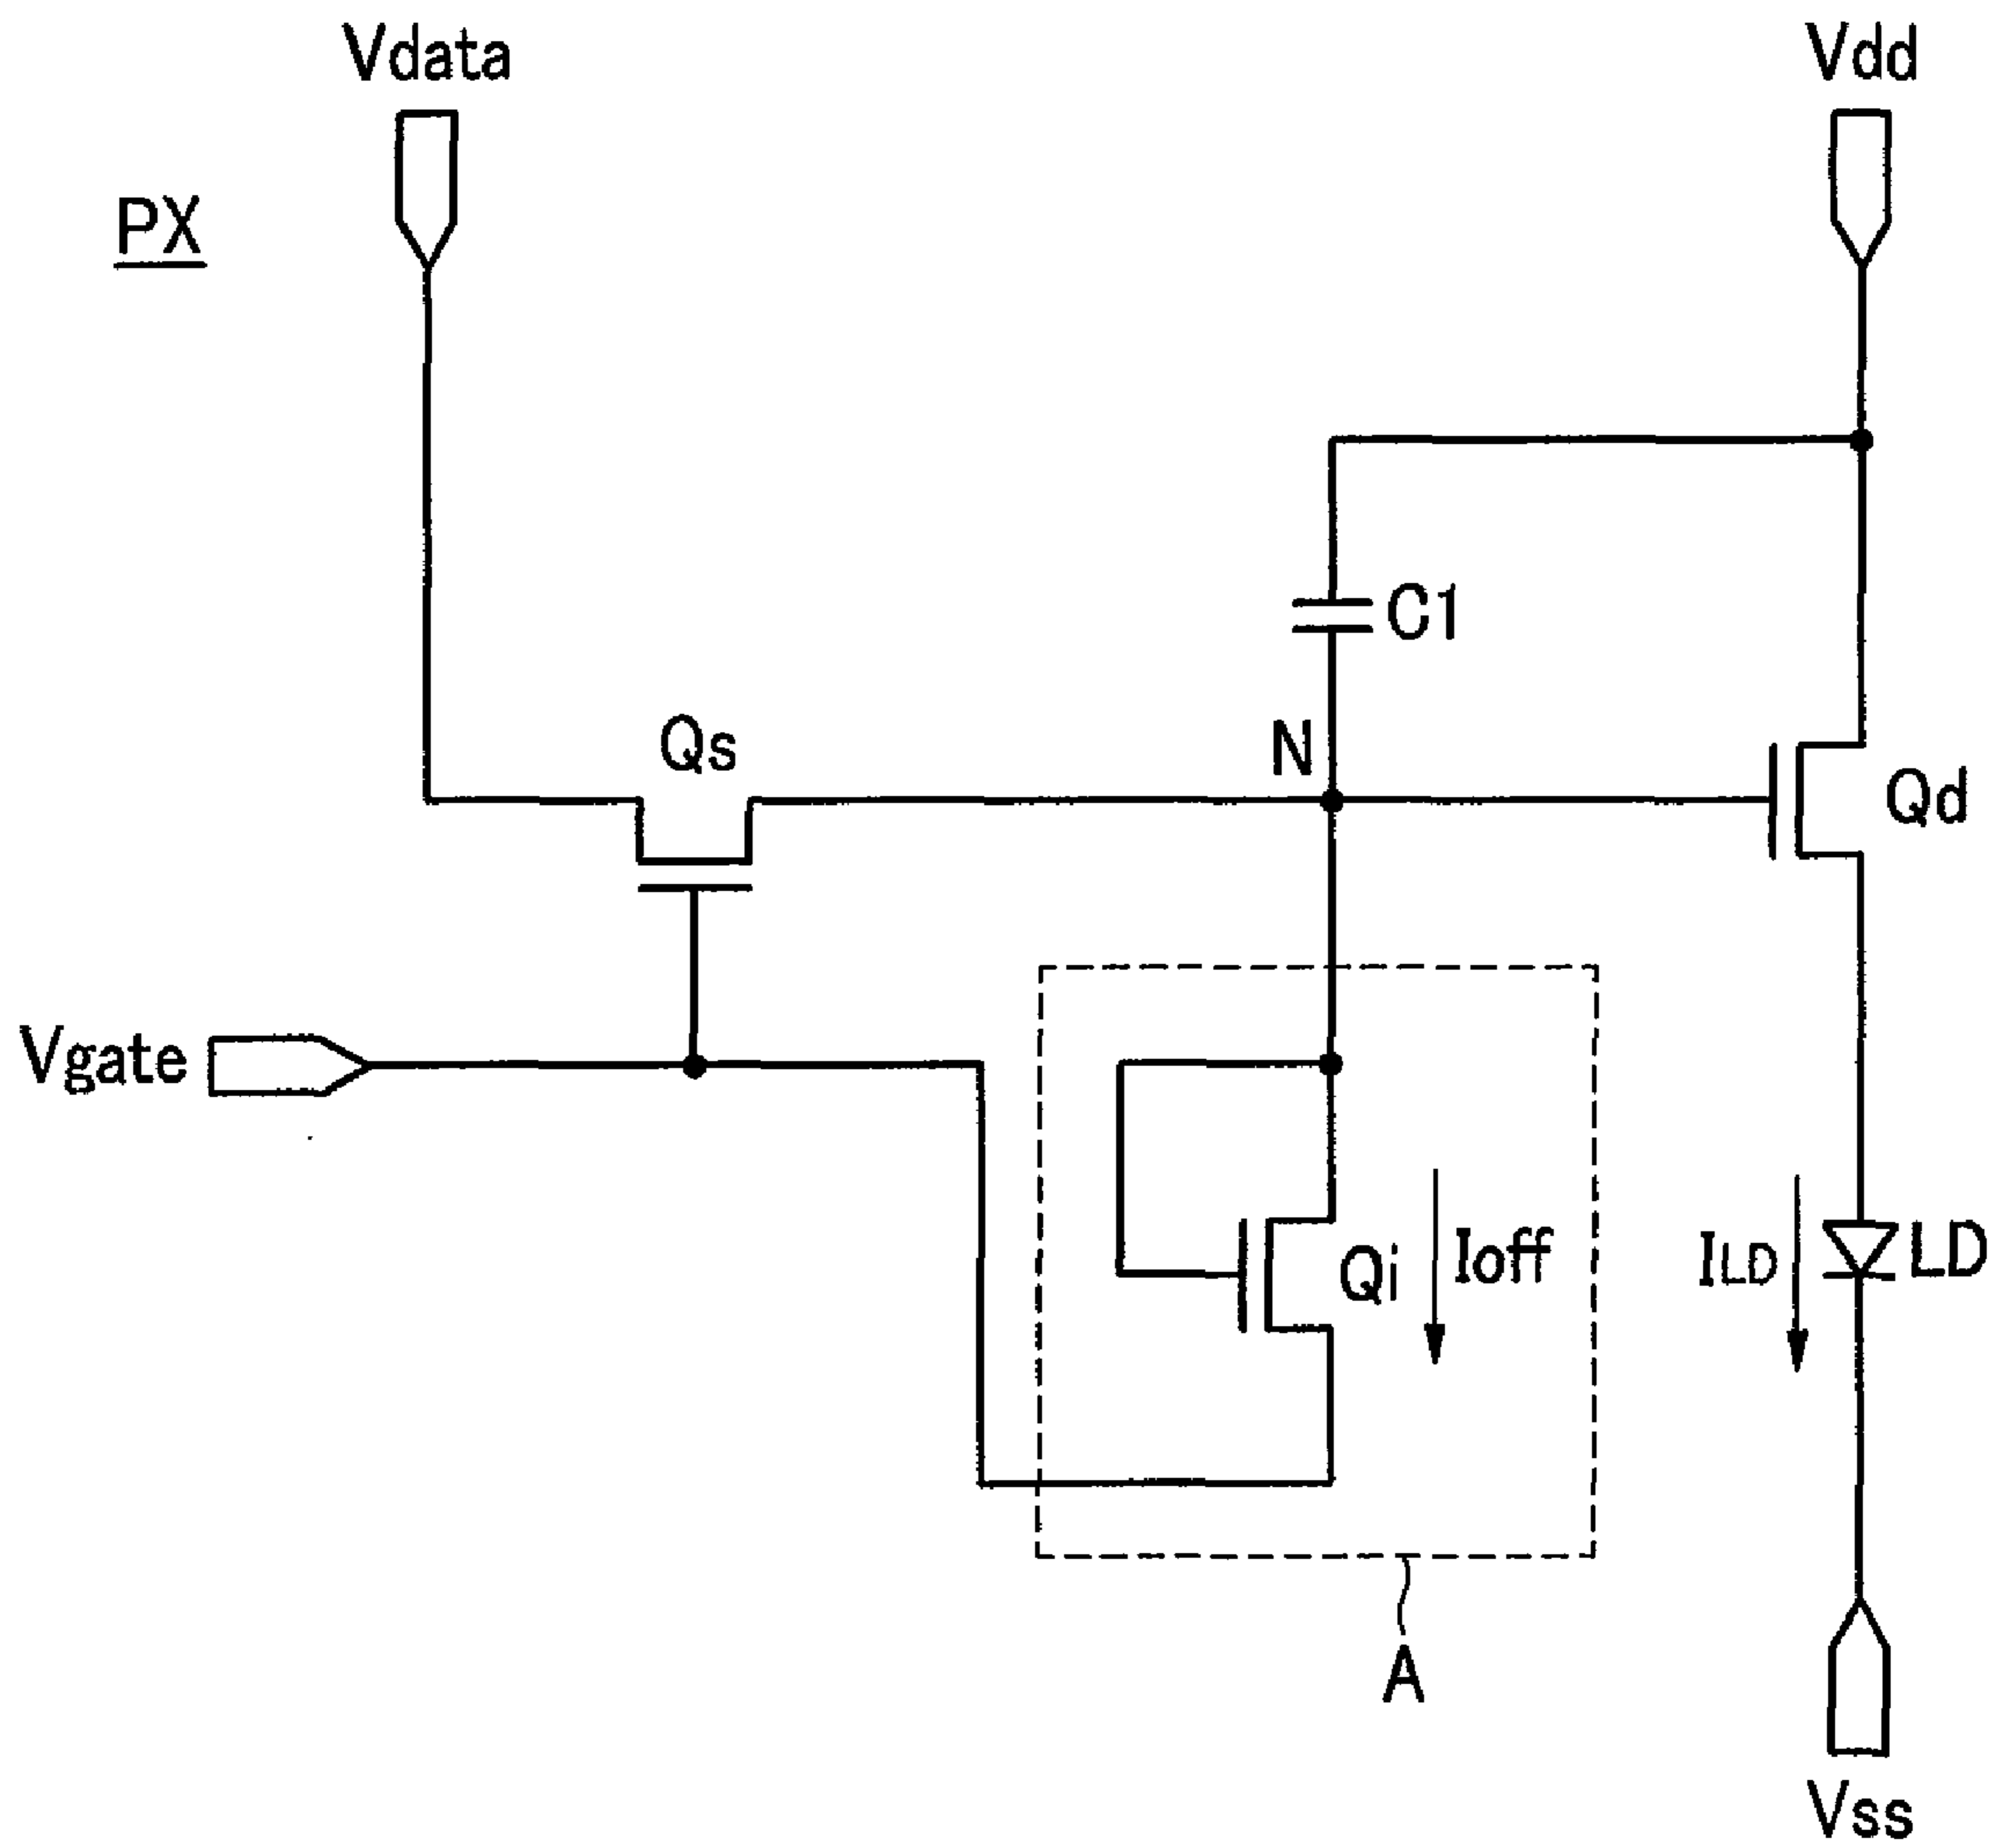 Vdata
Vdd
PX
C1
Qs
N
Qd
Vgate
Qi
Ioff
ILD
LD
A
Vss